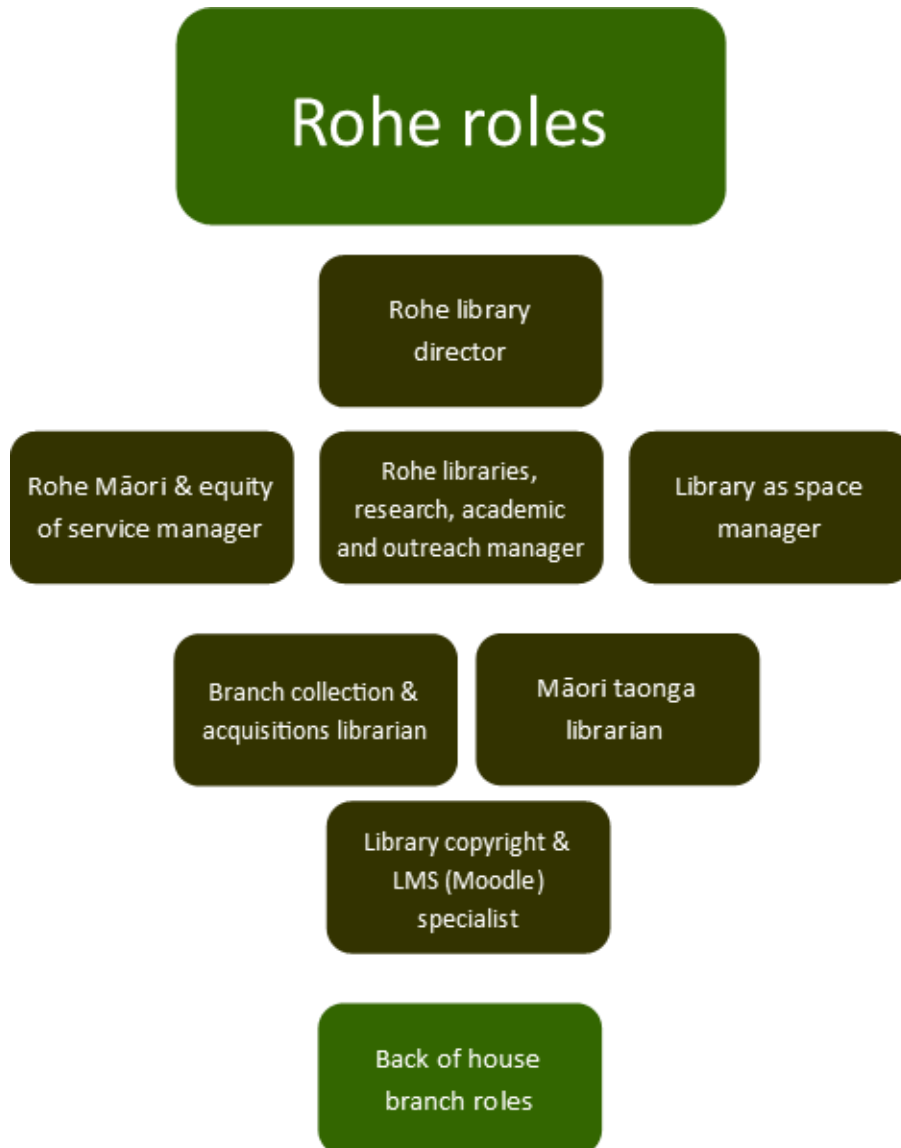 Rohe roles
Rohe library
director
Rohe Māori & equity
of service manager
Rohe libraries,
research, academic
and outreach manager
Library as space
manager
Branch collection &
acquisitions librarian
Māori taonga
librarian
Library copyright &
LMS (Moodle)
specialist
Back of house
branch roles